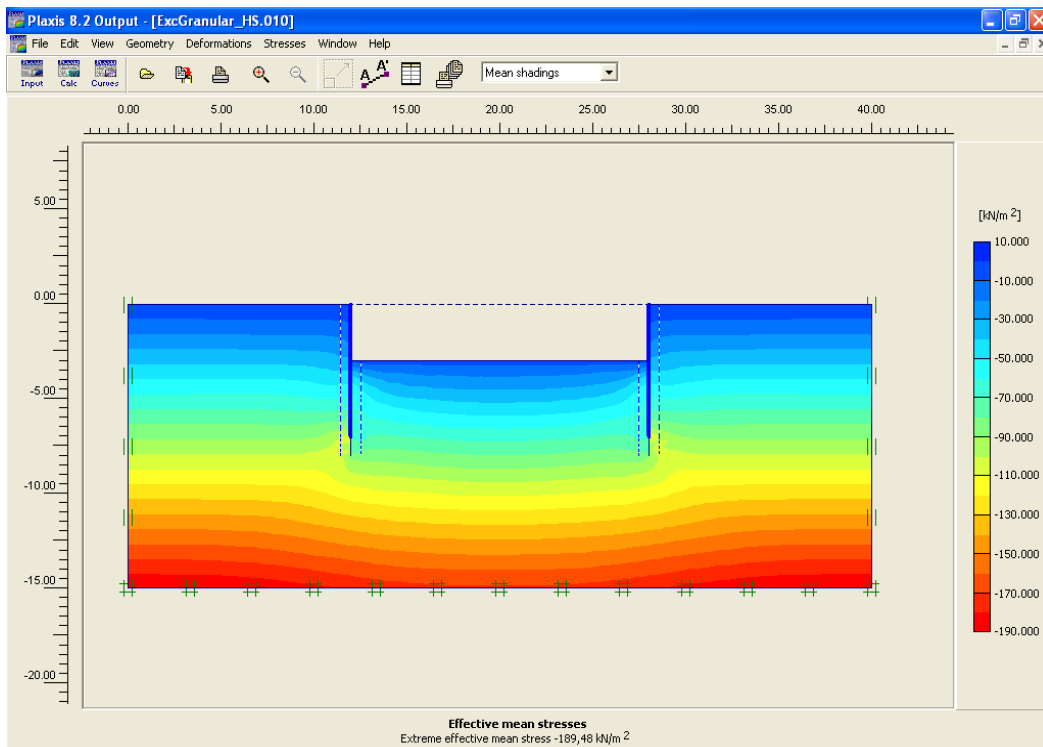 Plaxis 8.2 Output - [ExcGranular_HS.010]
File Edit View Geometry Deformations Stresses Window Help
Input Calc Curves A A' Mean shadings
0.00 5.00 10.00 15.00 20.00 25.00 30.00 35.00 40.00
5.00
0.00
-5.00
-10.00
-15.00
-20.00
[kN/m 2]
10.000
-10.000
-30.000
-50.000
-70.000
-90.000
-110.000
-130.000
-150.000
-170.000
-190.000
Effective mean stresses
Extreme effective mean stress -189,48 kN/m 2